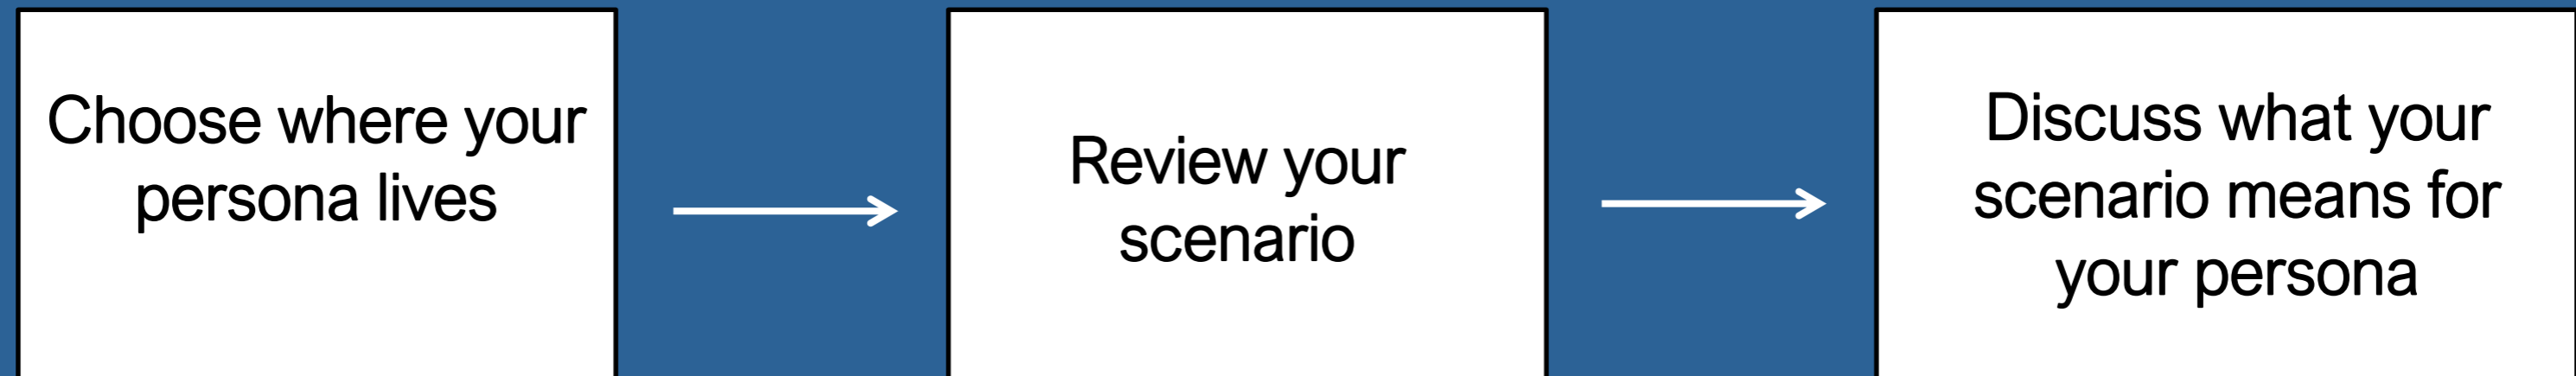 Choose where your
persona lives
Review your
scenario
Discuss what your
scenario means for
your persona